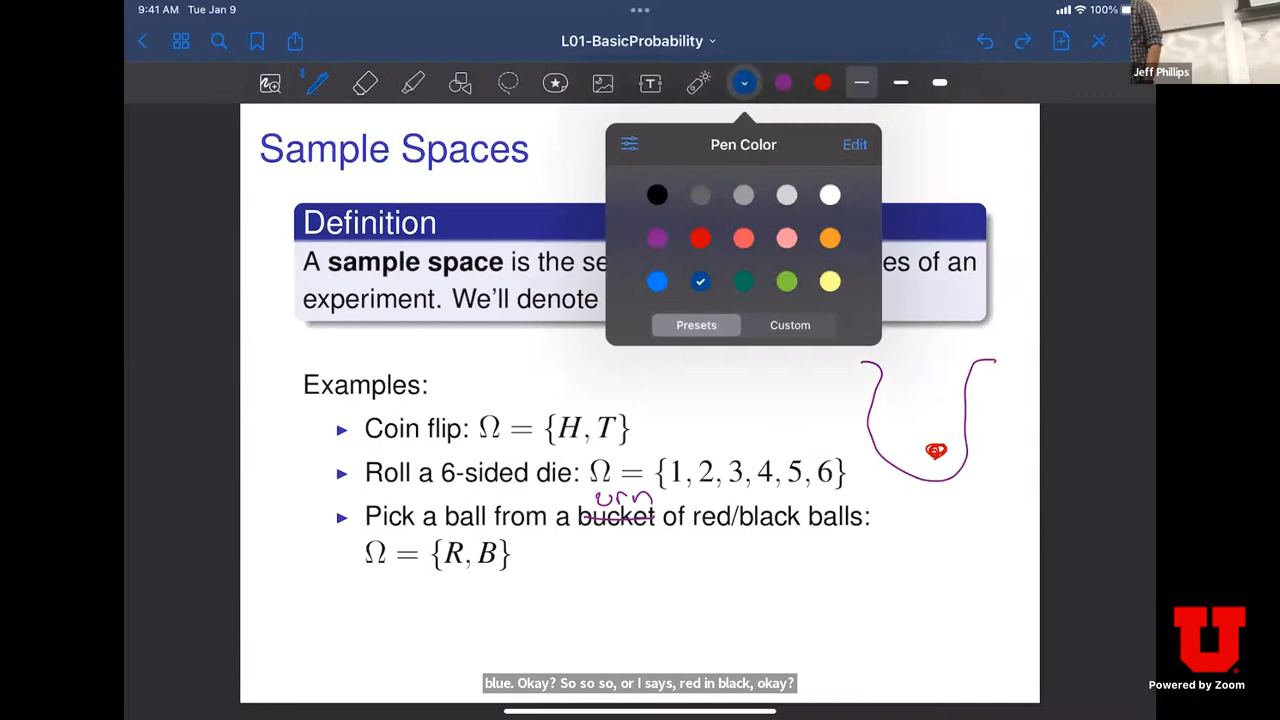 9:41 AM Tue Jan 9
100%
L01-BasicProbability
Jeff Phillips
T
Pen Color
Edit
Presets
Custom
Sample Spaces
Definition
A sample space is the se es of an
experiment. We'll denote
Examples:
Coin flip: Ω = {H, T}
Roll a 6-sided die: Ω = {1, 2, 3, 4, 5, 6}
urn
Pick a ball from a bucket of red/black balls:
Ω = {R, B}
blue. Okay? So so so, or I says, red in black, okay?
U
Powered by Zoom